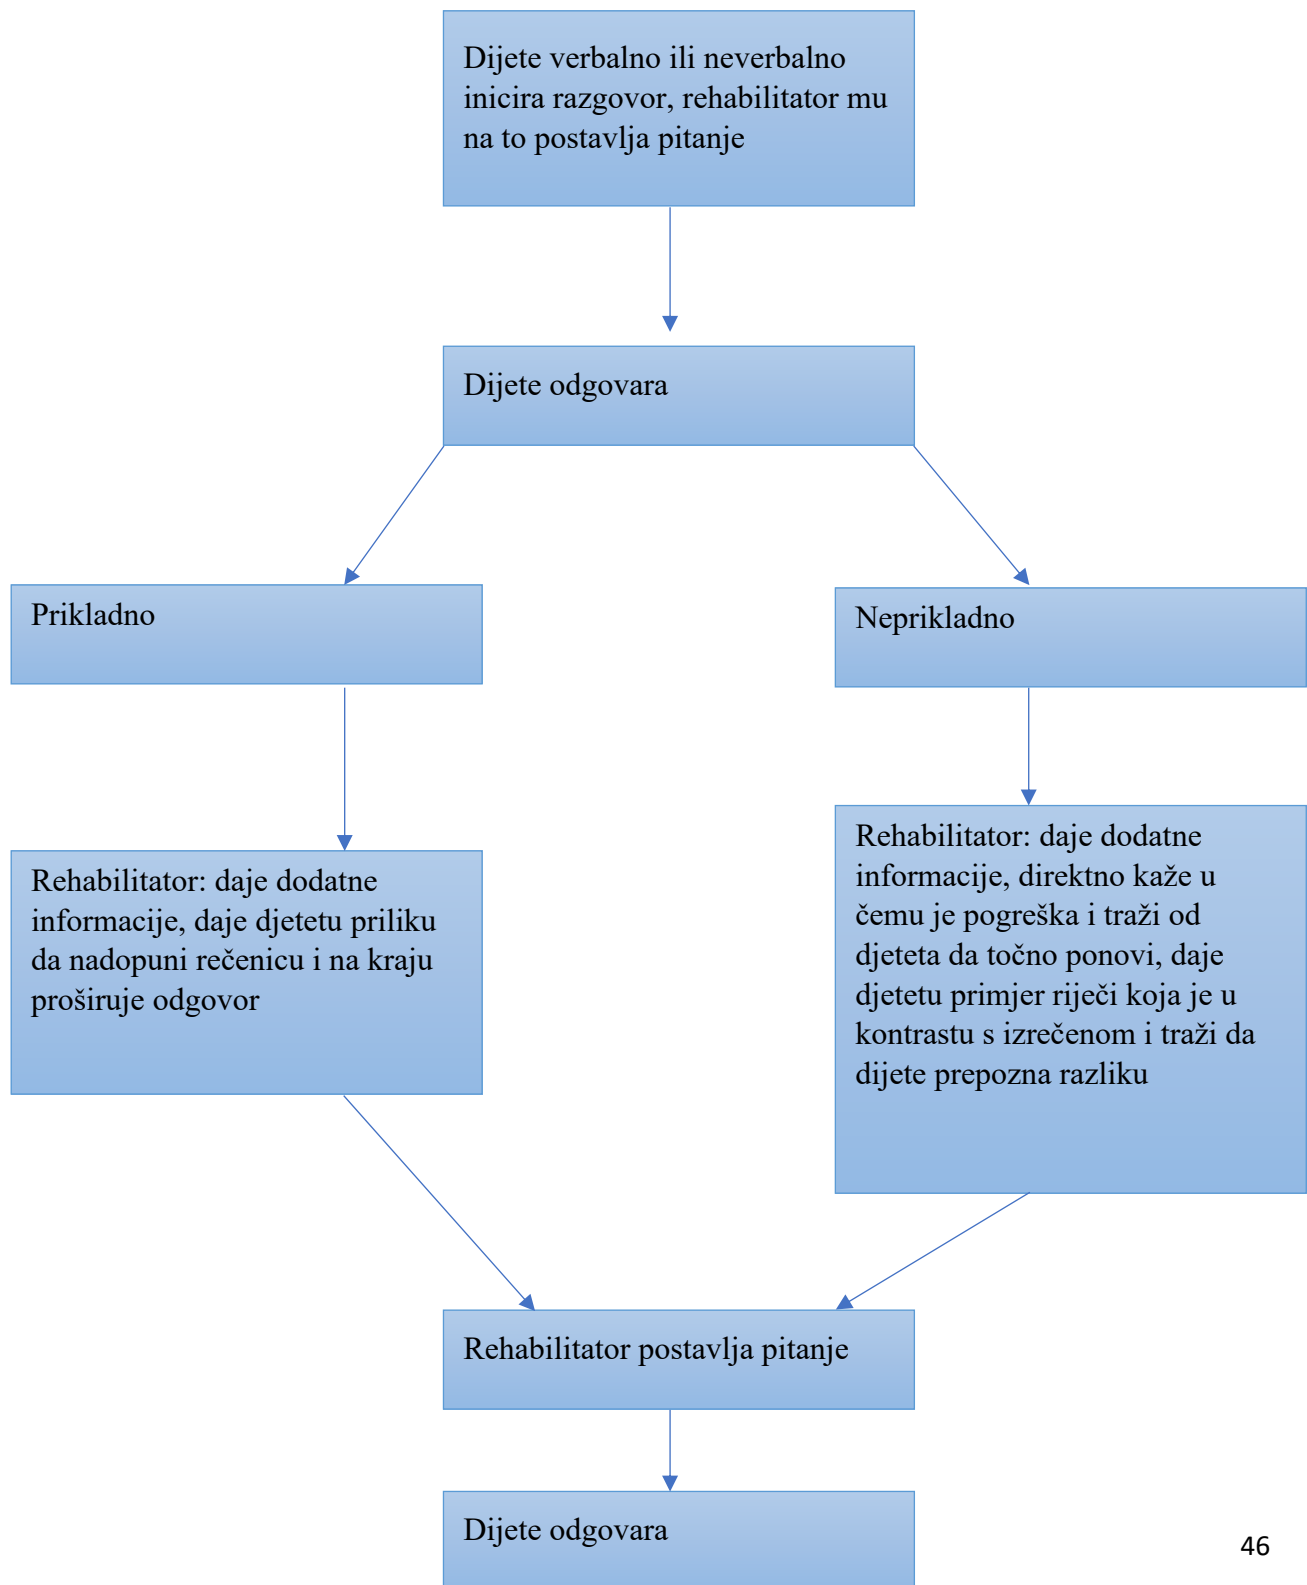 Dijete verbalno ili neverbalno
inicira razgovor, rehabilitator mu
na to postavlja pitanje
Dijete odgovara
Prikladno
Neprikladno
Rehabilitator: daje dodatne
informacije, daje djetetu priliku
da nadopuni rečenicu i na kraju
proširuje odgovor
Rehabilitator: daje dodatne
informacije, direktno kaže u
čemu je pogreška i traži od
djeteta da točno ponovi, daje
djetetu primjer riječi koja je u
kontrastu s izrečenom i traži da
dijete prepozna razliku
Rehabilitator postavlja pitanje
Dijete odgovara
46